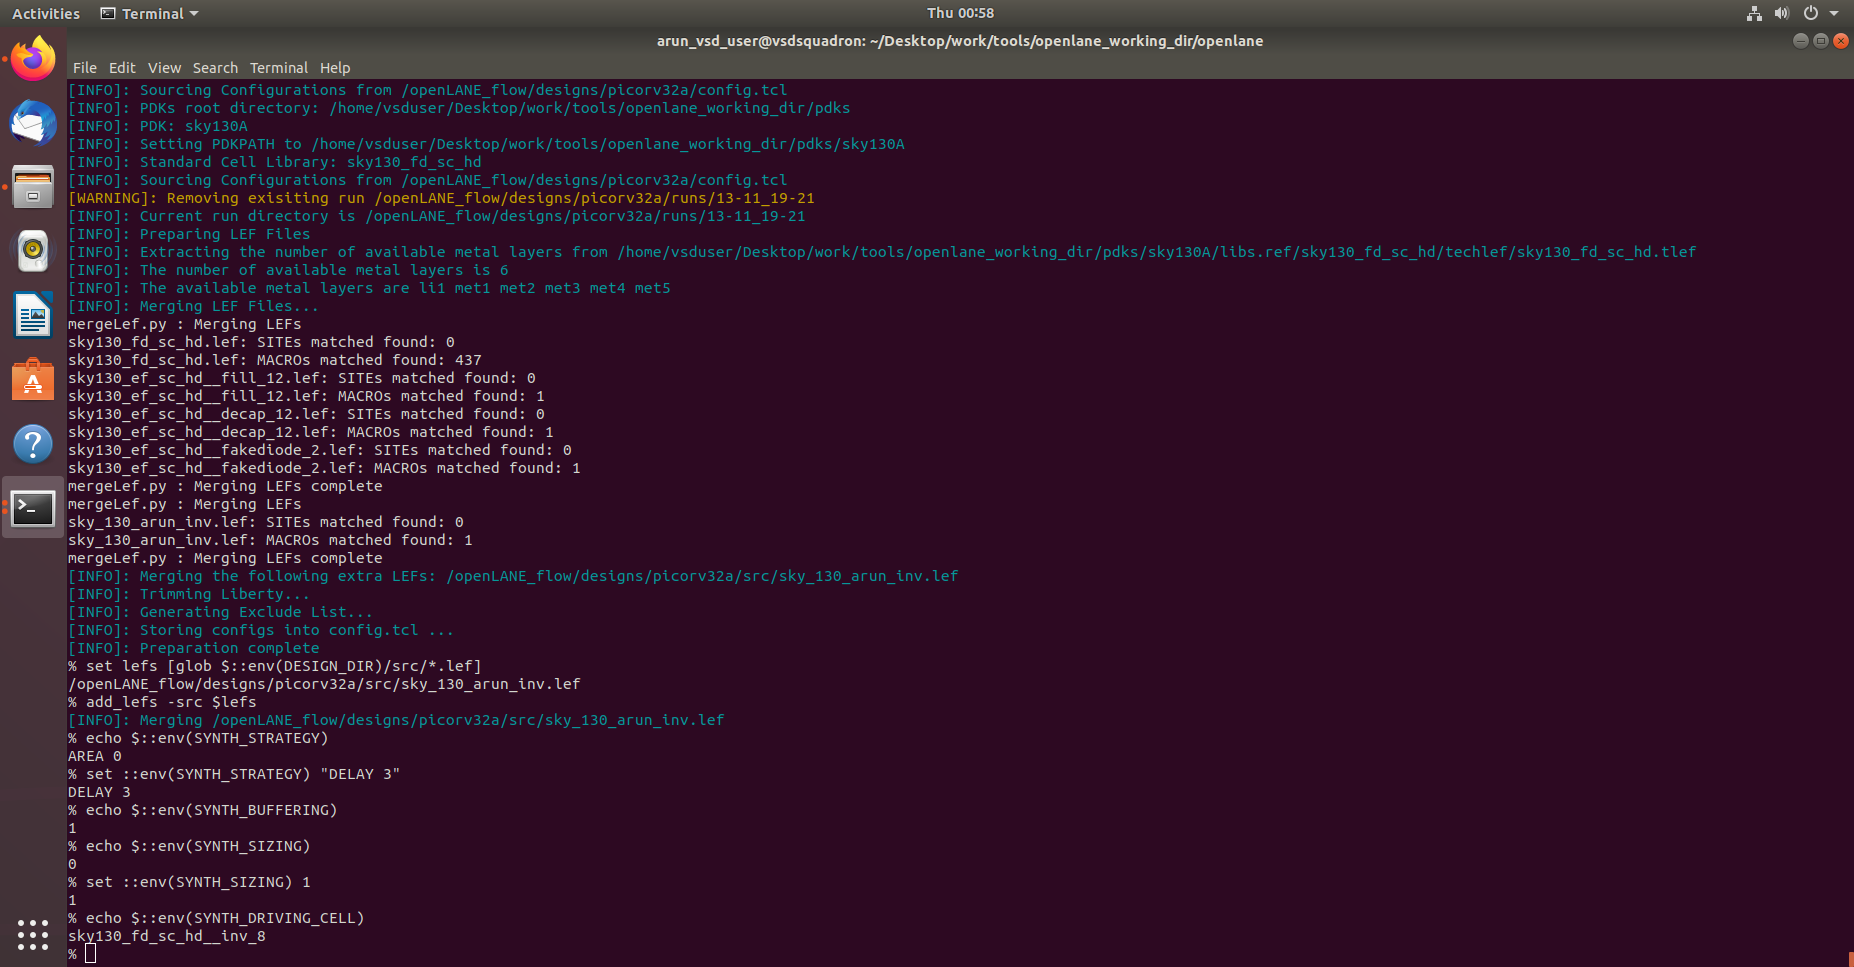 Activities
Terminal
Thu 00:58
arun_vsd_user@vsdsquadron: ~/Desktop/work/tools/openlane_working_dir/openlane
File Edit View Search Terminal Help
[INFO]: Sourcing Configurations from /openLANE_flow/designs/picorv32a/config.tcl
[INFO]: PDKs root directory: /home/vsduser/Desktop/work/tools/openlane_working_dir/pdks
[INFO]: PDK: sky130A
[INFO]: Setting PDKPATH to /home/vsduser/Desktop/work/tools/openlane_working_dir/pdks/sky130A
[INFO]: Standard Cell Library: sky130_fd_sc_hd
[INFO]: Sourcing Configurations from /openLANE_flow/designs/picorv32a/config.tcl
[WARNING]: Removing exisiting run /openLANE_flow/designs/picorv32a/runs/13-11_19-21
[INFO]: Current run directory is /openLANE_flow/designs/picorv32a/runs/13-11_19-21
[INFO]: Preparing LEF Files
[INFO]: Extracting the number of available metal layers from /home/vsduser/Desktop/work/tools/openlane_working_dir/pdks/sky130A/libs.ref/sky130_fd_sc_hd/techlef/sky130_fd_sc_hd.tlef
[INFO]: The number of available metal layers is 6
[INFO]: The available metal layers are li1 met1 met2 met3 met4 met5
[INFO]: Merging LEF Files...
mergeLef.py : Merging LEFs
sky130_fd_sc_hd.lef: SITEs matched found: 0
sky130_fd_sc_hd.lef: MACROs matched found: 437
sky130_ef_sc_hd__fill_12.lef: SITEs matched found: 0
sky130_ef_sc_hd__fill_12.lef: MACROs matched found: 1
sky130_ef_sc_hd__decap_12.lef: SITEs matched found: 0
sky130_ef_sc_hd__decap_12.lef: MACROs matched found: 1
sky130_ef_sc_hd__fakediode_2.lef: SITEs matched found: 0
sky130_ef_sc_hd__fakediode_2.lef: MACROs matched found: 1
mergeLef.py : Merging LEFs complete
mergeLef.py : Merging LEFs
sky_130_arun_inv.lef: SITEs matched found: 0
sky_130_arun_inv.lef: MACROs matched found: 1
mergeLef.py : Merging LEFs complete
[INFO]: Merging the following extra LEFs: /openLANE_flow/designs/picorv32a/src/sky_130_arun_inv.lef
[INFO]: Trimming Liberty...
[INFO]: Generating Exclude List...
[INFO]: Storing configs into config.tcl ...
[INFO]: Preparation complete
% set lefs [glob $::env(DESIGN_DIR)/src/*.lef]
/openLANE_flow/designs/picorv32a/src/sky_130_arun_inv.lef
% add_lefs -src $lefs
[INFO]: Merging /openLANE_flow/designs/picorv32a/src/sky_130_arun_inv.lef
% echo $::env(SYNTH_STRATEGY)
AREA 0
% set ::env(SYNTH_STRATEGY) "DELAY 3"
DELAY 3
% echo $::env(SYNTH_BUFFERING)
1
% echo $::env(SYNTH_SIZING)
0
% set ::env(SYNTH_SIZING) 1
1
% echo $::env(SYNTH_DRIVING_CELL)
sky130_fd_sc_hd__inv_8
%